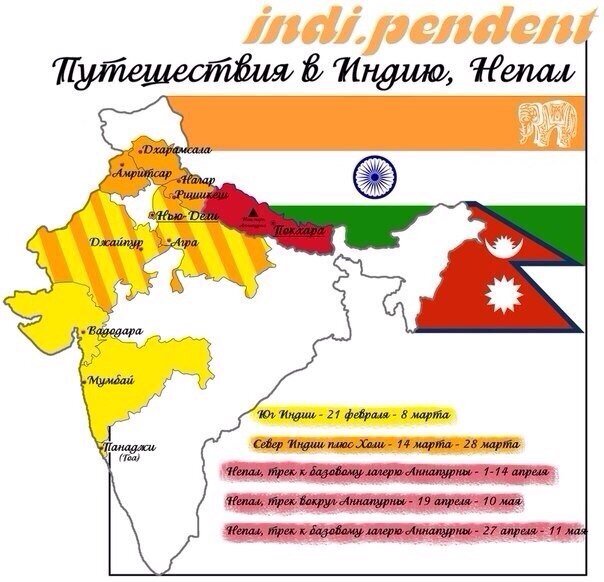 indi.pendent
Путешествия в Индию, Непал
Дхарамсала
Амритсар
Нагар
Ришикеш
Нью-Дели
Джайпур
Агра
Аннапурны
Покхара
Вадодара
Мумбай
Панаджи
(Гоа)
Юг Индии - 21 февраля - 8 марта
Север Индии плюс Холи - 14 марта - 28 марта
Непал, трек к базовому лагерю Аннапурны - 1-14 апреля
Непал, трек вокруг Аннапурны - 19 апреля - 10 мая
Непал, трек к базовому лагерю Аннапурны - 27 апреля - 11 мая